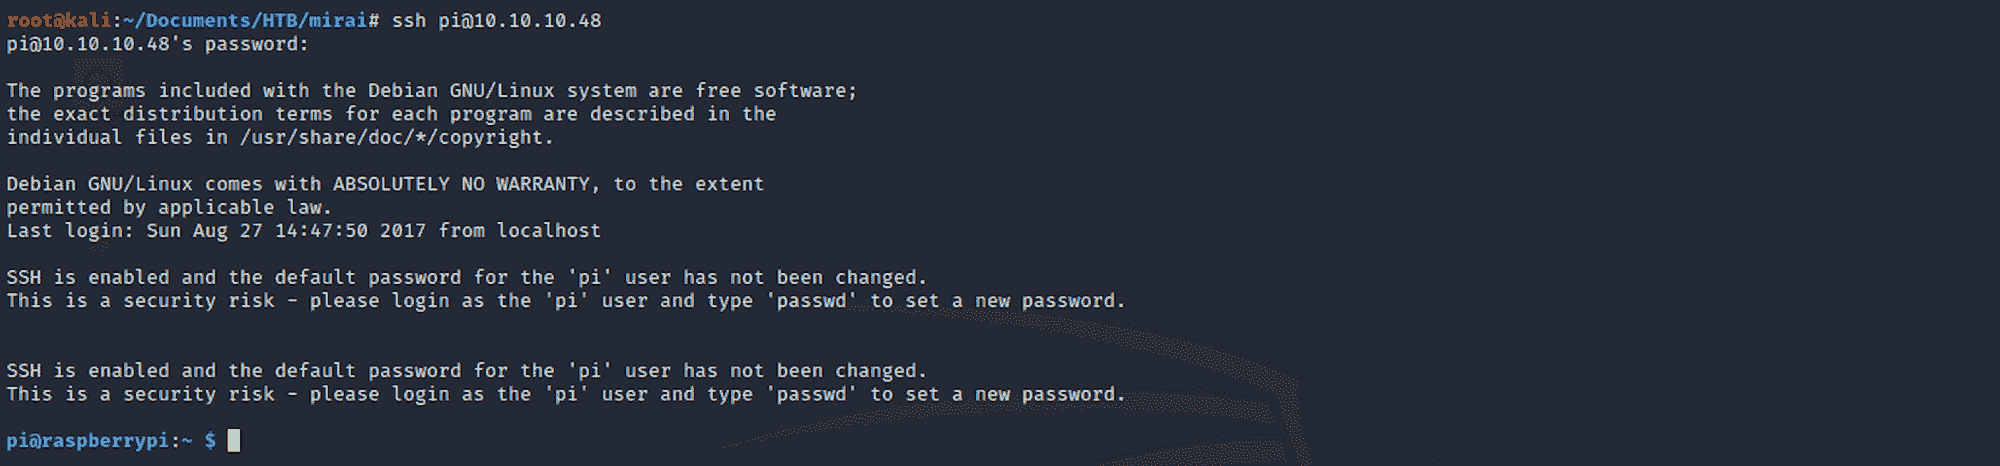 root@kali:~/Documents/HTB/mirai# ssh pi@10.10.10.48
pi@10.10.10.48's password:
The programs included with the Debian GNU/Linux system are free software;
the exact distribution terms for each program are described in the
individual files in /usr/share/doc/*/copyright.
Debian GNU/Linux comes with ABSOLUTELY NO WARRANTY, to the extent
permitted by applicable law.
Last login: Sun Aug 27 14:47:50 2017 from localhost
SSH is enabled and the default password for the 'pi' user has not been changed.
This is a security risk - please login as the 'pi' user and type 'passwd' to set a new password.
SSH is enabled and the default password for the 'pi' user has not been changed.
This is a security risk - please login as the 'pi' user and type 'passwd' to set a new password.
pi@raspberrypi:~ $